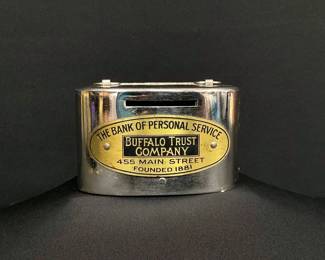 THE BANK OF PERSONAL SERVICE
BUFFALO TRUST
COMPANY
455 MAIN STREET
FOUNDED 1881